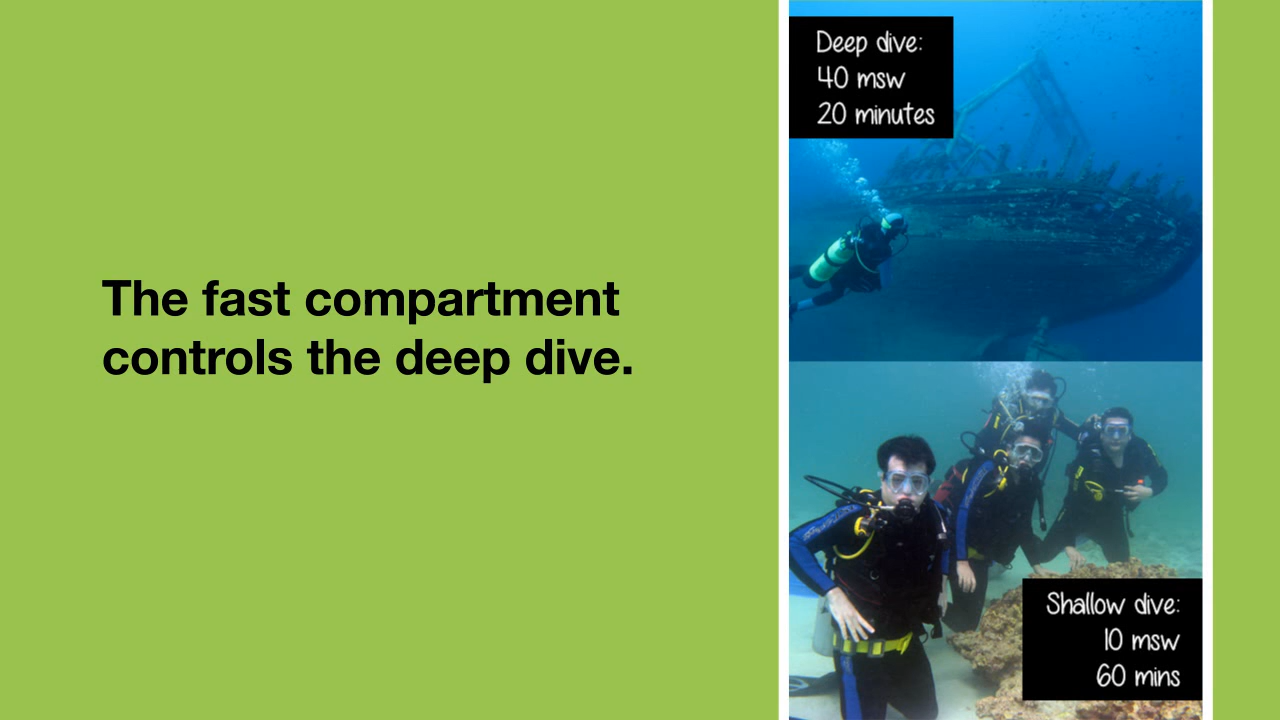 The fast compartment
controls the deep dive.
Deep dive:
40 msw
20 minutes
Shallow dive:
10 msw
60 mins